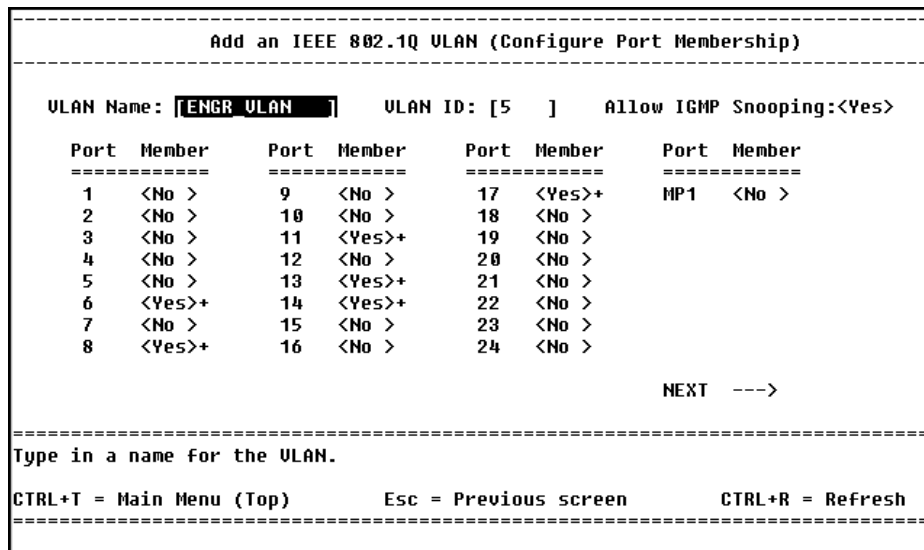 Add an IEEE 802.1Q VLAN (Configure Port Membership)
VLAN Name: [ENGR_VLAN ] VLAN ID: [5 ] Allow IGMP Snooping:<Yes>
Port Member Port Member Port Member Port Member
1 <No > 9 <No > 17 <Yes>+ MP1 <No >
2 <No > 10 <No > 18 <No >
3 <No > 11 <Yes>+ 19 <No >
4 <No > 12 <No > 20 <No >
5 <No > 13 <Yes>+ 21 <No >
6 <Yes>+ 14 <Yes>+ 22 <No >
7 <No > 15 <No > 23 <No >
8 <Yes>+ 16 <No > 24 <No >
NEXT --->
Type in a name for the VLAN.
CTRL+T = Main Menu (Top) Esc = Previous screen CTRL+R = Refresh